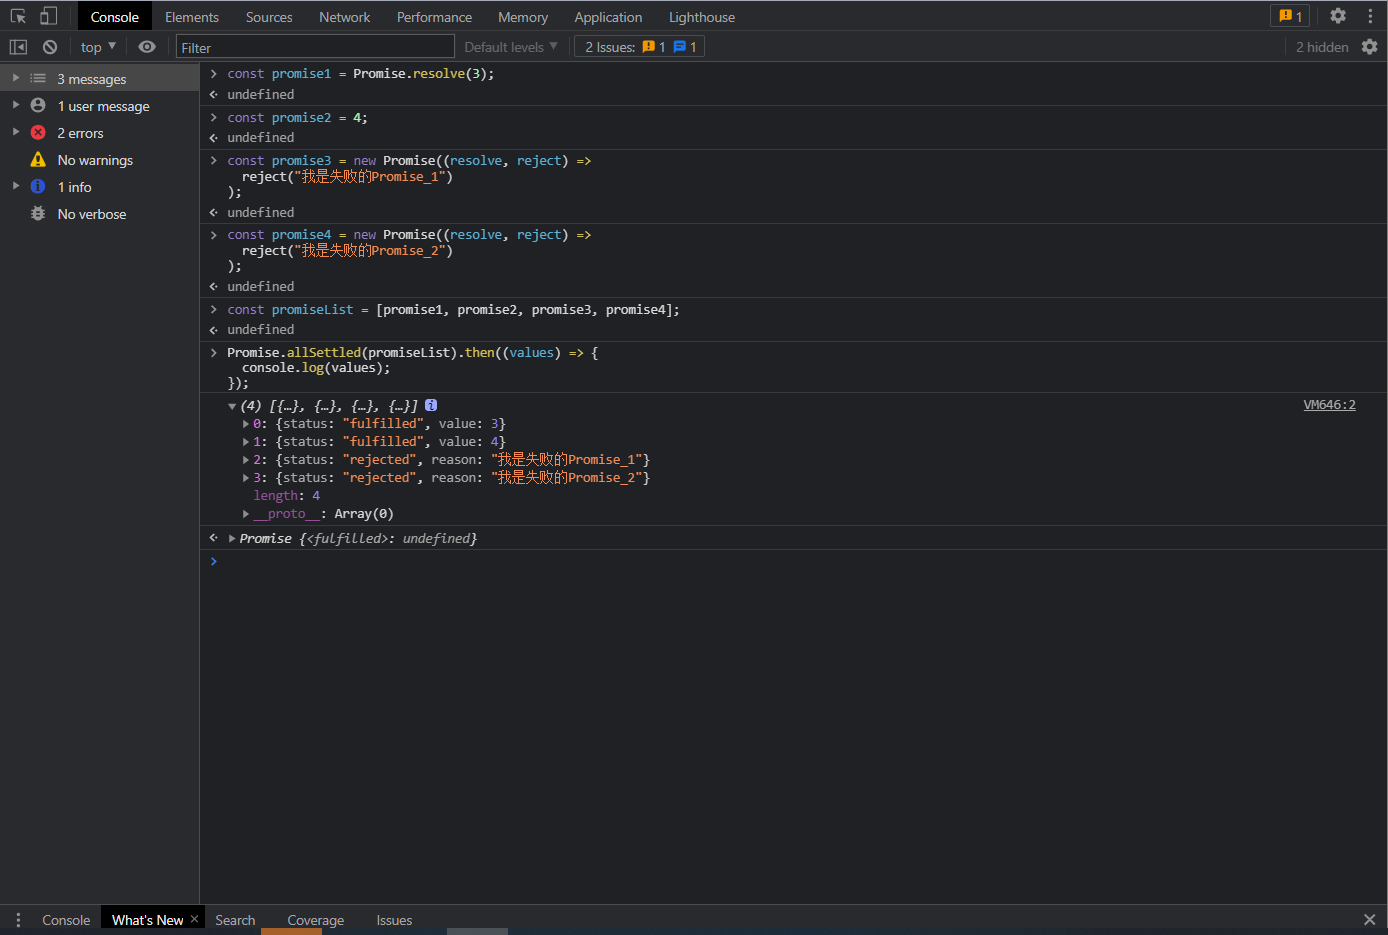 Console Elements Sources Network Performance Memory Application Lighthouse 1
top Filter Default levels 2 Issues: 1 1 2 hidden
3 messages
1 user message
2 errors
No warnings
1 info
No verbose
const promise1 = Promise.resolve(3);
undefined
const promise2 = 4;
undefined
const promise3 = new Promise((resolve, reject) =>
reject("我是失败的Promise_1")
);
undefined
const promise4 = new Promise((resolve, reject) =>
reject("我是失败的Promise_2")
);
undefined
const promiseList = [promise1, promise2, promise3, promise4];
undefined
Promise.allSettled(promiseList).then((values) => {
console.log(values);
});
(4) [{…}, {…}, {…}, {…}] i VM646:2
0: {status: "fulfilled", value: 3}
1: {status: "fulfilled", value: 4}
2: {status: "rejected", reason: "我是失败的Promise_1"}
3: {status: "rejected", reason: "我是失败的Promise_2"}
length: 4
__proto__: Array(0)
Promise {<fulfilled>: undefined}
Console What's New × Search Coverage Issues